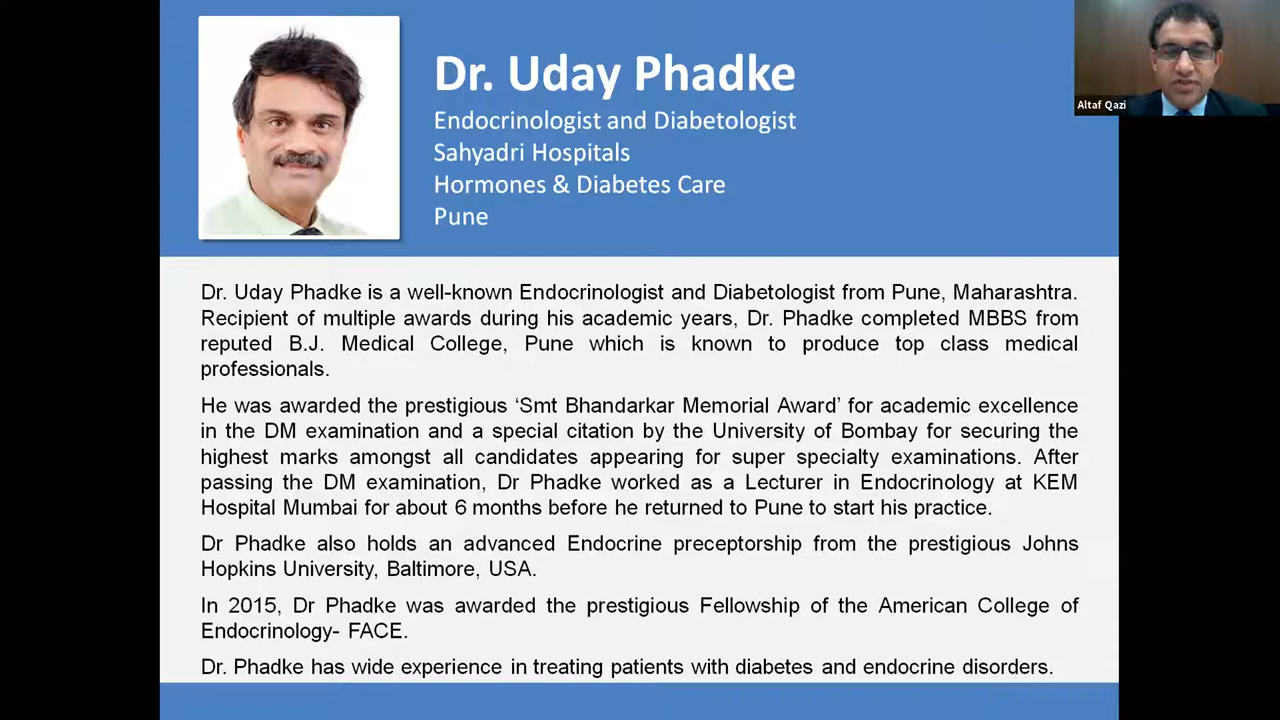 Dr. Uday Phadke
Endocrinologist and Diabetologist
Sahyadri Hospitals
Hormones & Diabetes Care
Pune
Altaf Qazi
Dr. Uday Phadke is a well-known Endocrinologist and Diabetologist from Pune, Maharashtra.
Recipient of multiple awards during his academic years, Dr. Phadke completed MBBS from
reputed B.J. Medical College, Pune which is known to produce top class medical
professionals.
He was awarded the prestigious ‘Smt Bhandarkar Memorial Award’ for academic excellence
in the DM examination and a special citation by the University of Bombay for securing the
highest marks amongst all candidates appearing for super specialty examinations. After
passing the DM examination, Dr Phadke worked as a Lecturer in Endocrinology at KEM
Hospital Mumbai for about 6 months before he returned to Pune to start his practice.
Dr Phadke also holds an advanced Endocrine preceptorship from the prestigious Johns
Hopkins University, Baltimore, USA.
In 2015, Dr Phadke was awarded the prestigious Fellowship of the American College of
Endocrinology- FACE.
Dr. Phadke has wide experience in treating patients with diabetes and endocrine disorders.